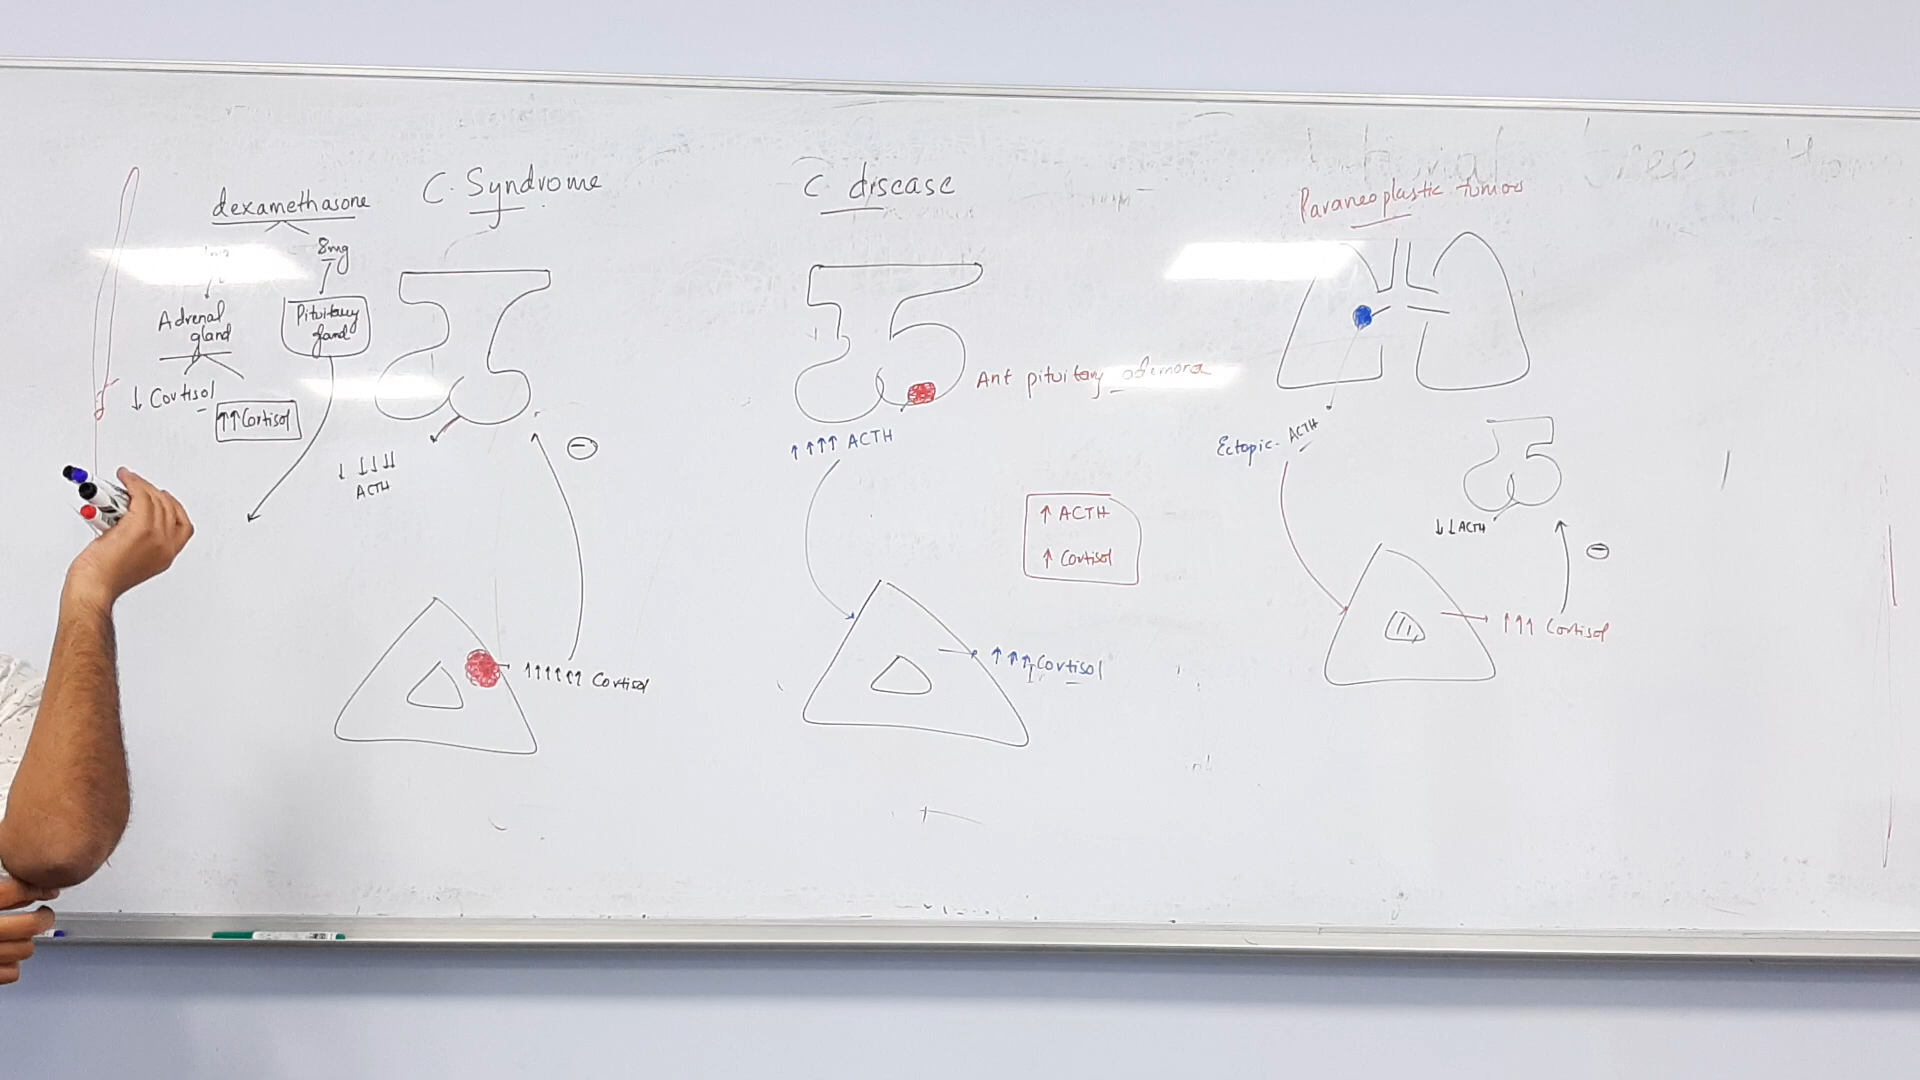 dexamethasone
8mg
Adrenal
gland
Pituitary
gland
↓ Cortisol
↑↑ Cortisol
C. Syndrome
↓ ↓↓↓↓
ACTH
⊖
↑↑↑↑↑↑ Cortisol
C disease
Ant pituitary adenora
↑↑↑↑ ACTH
↑ ACTH
↑ Cortisol
↑↑↑ Cortisol
Paraneoplastic tumors
Ectopic- ACTH
↓↓ ACTH
⊖
↑↑↑ Cortisol